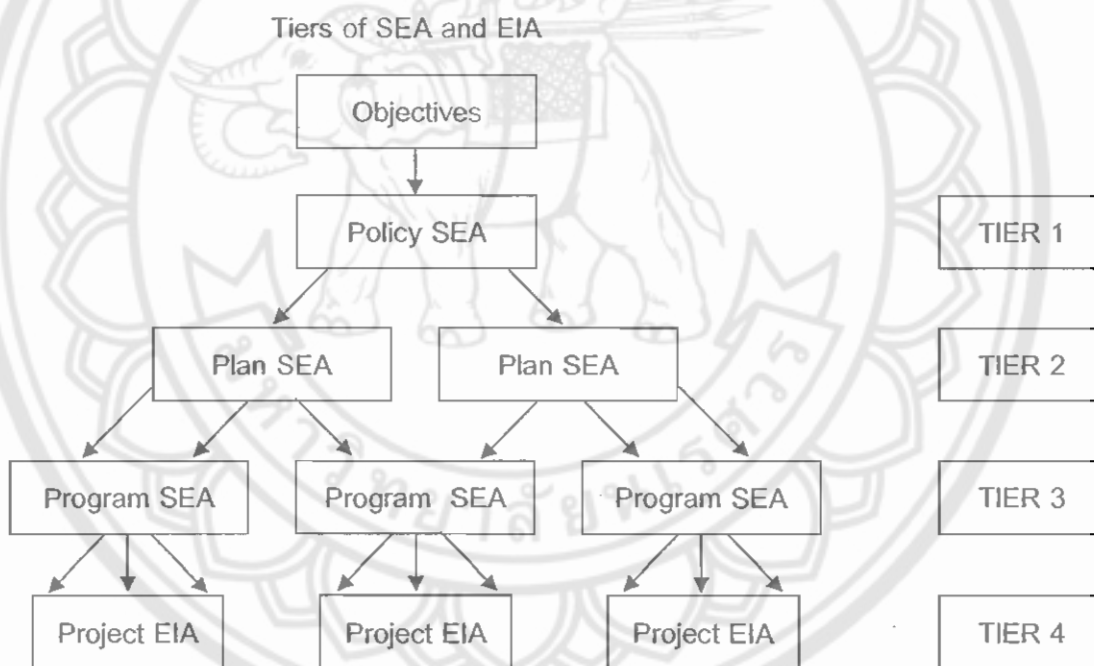 Tiers of SEA and EIA
Objectives
Policy SEA
TIER 1
Plan SEA
Plan SEA
TIER 2
Program SEA
Program SEA
Program SEA
TIER 3
Project EIA
Project EIA
Project EIA
TIER 4